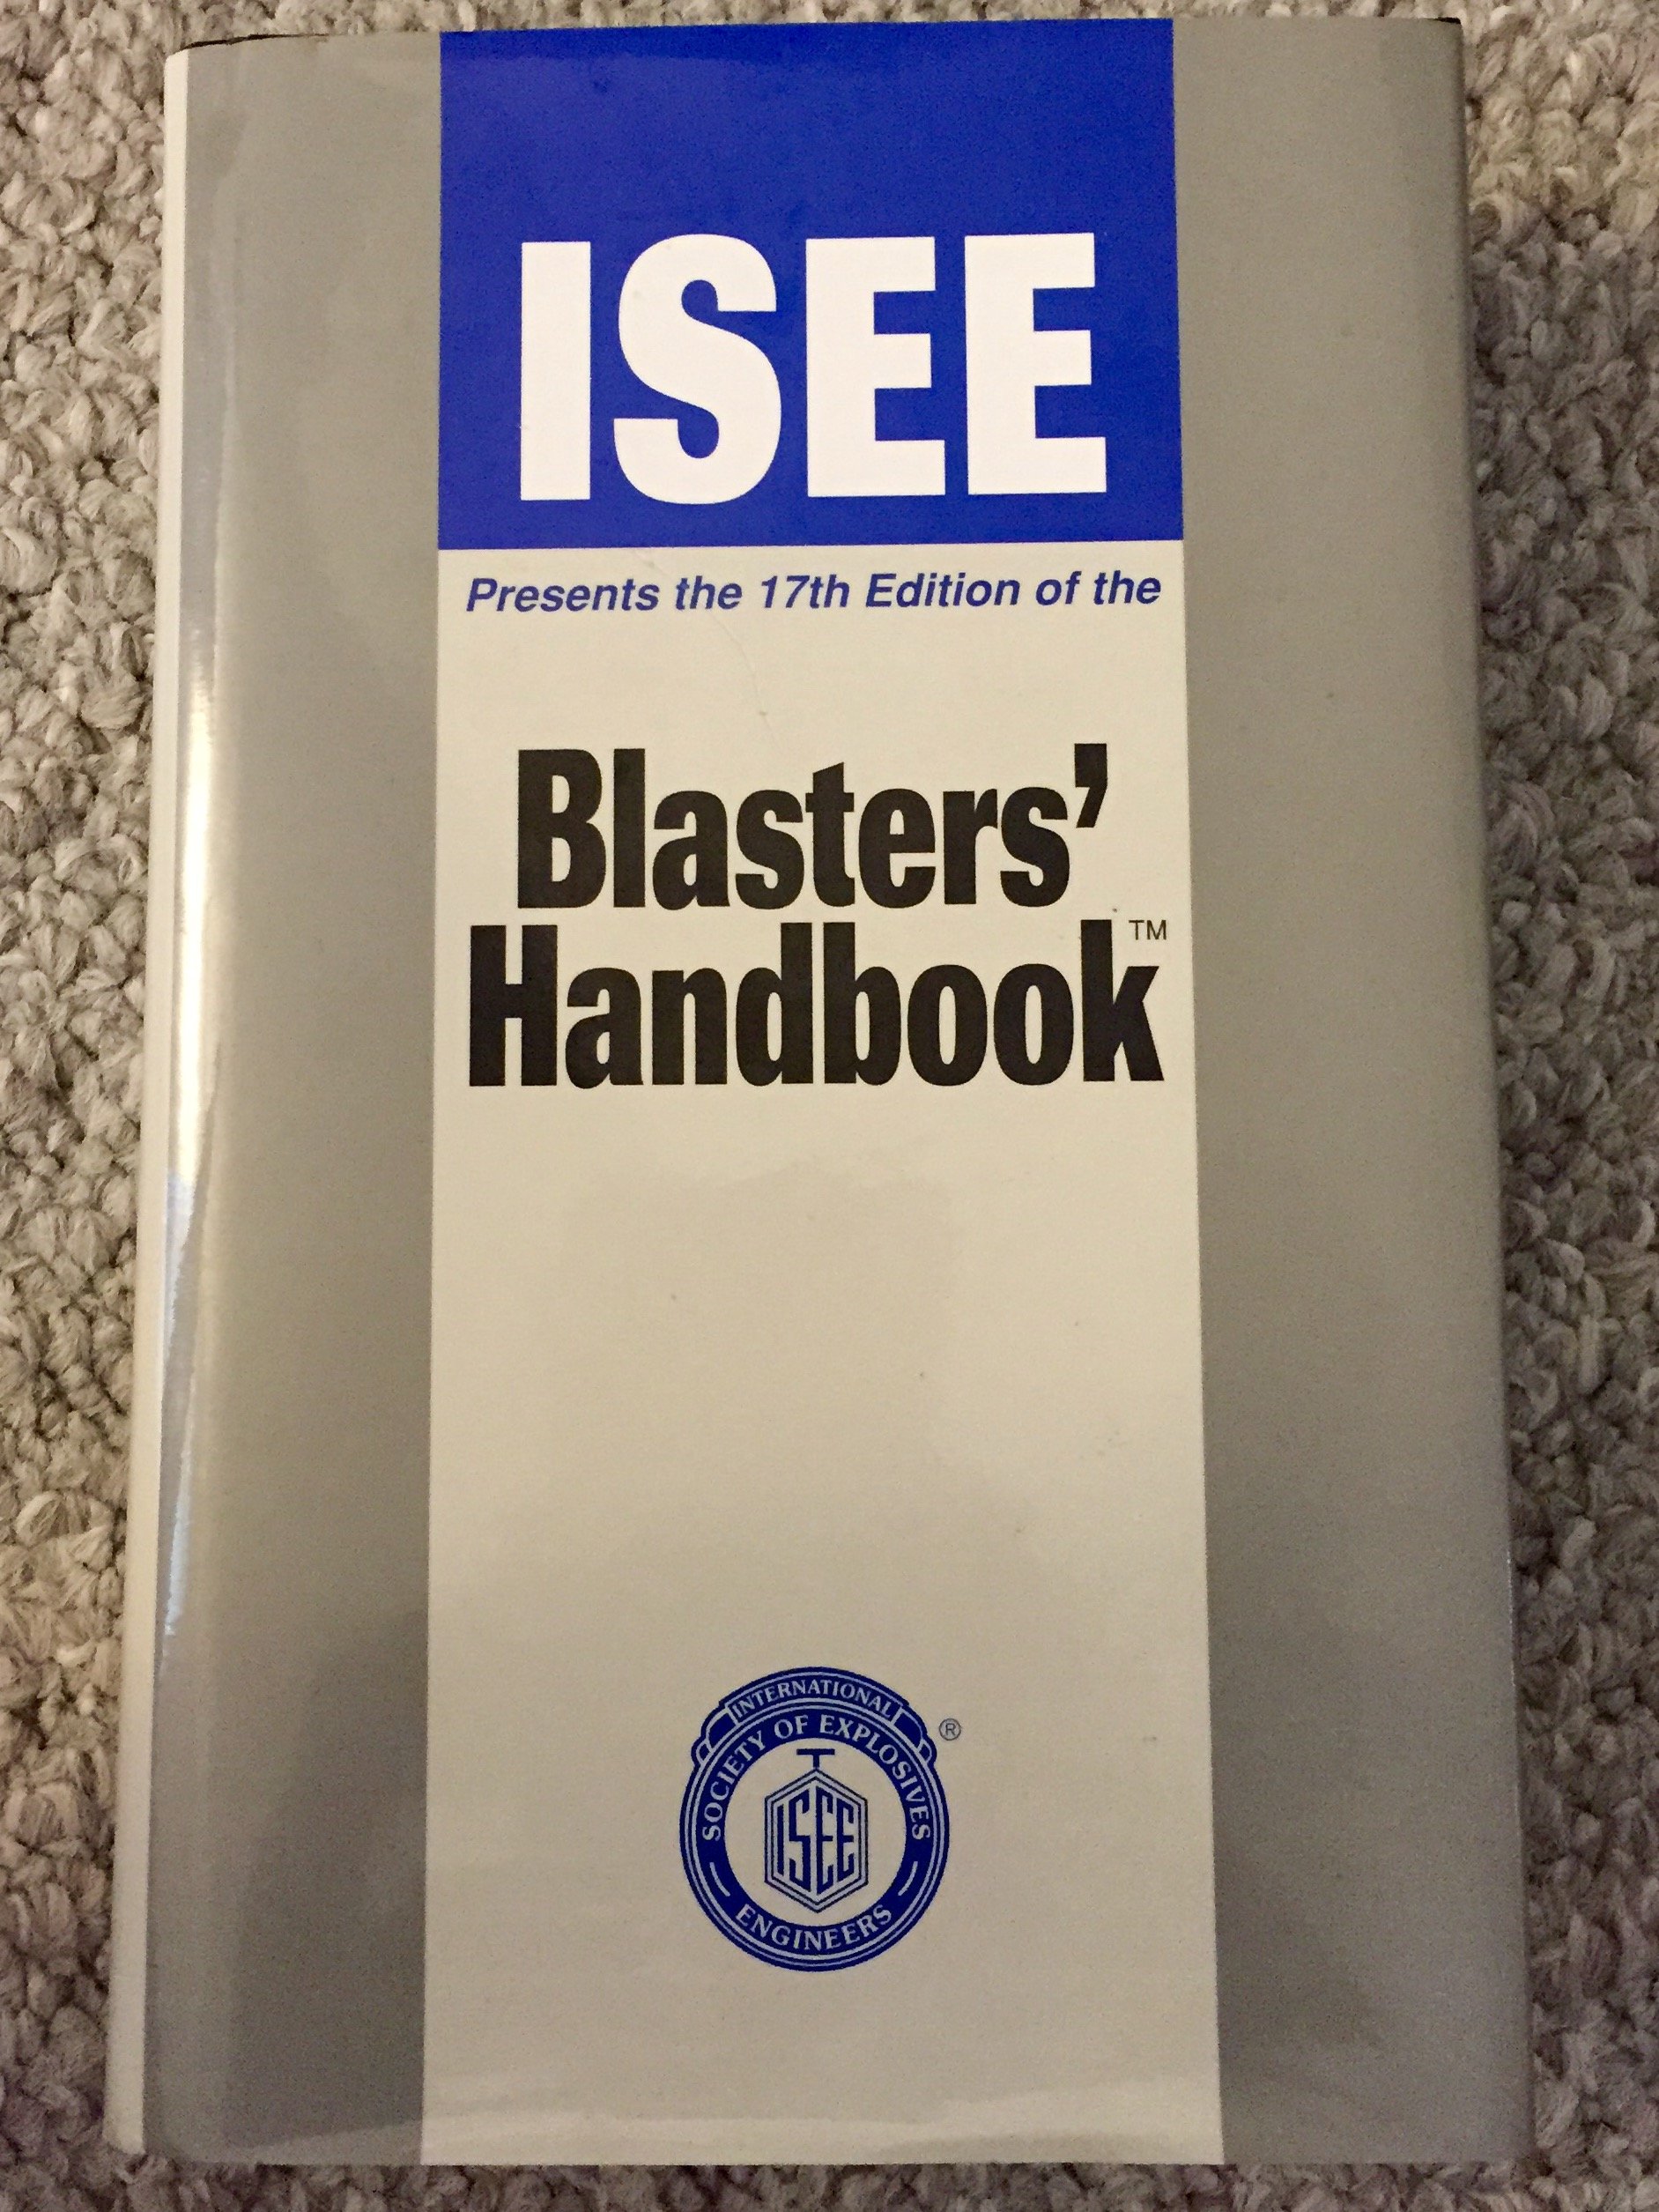 ISEE
Presents the 17th Edition of the
Blasters'
Handbook™
INTERNATIONAL
SOCIETY OF EXPLOSIVES
ISEE
ENGINEERS
®